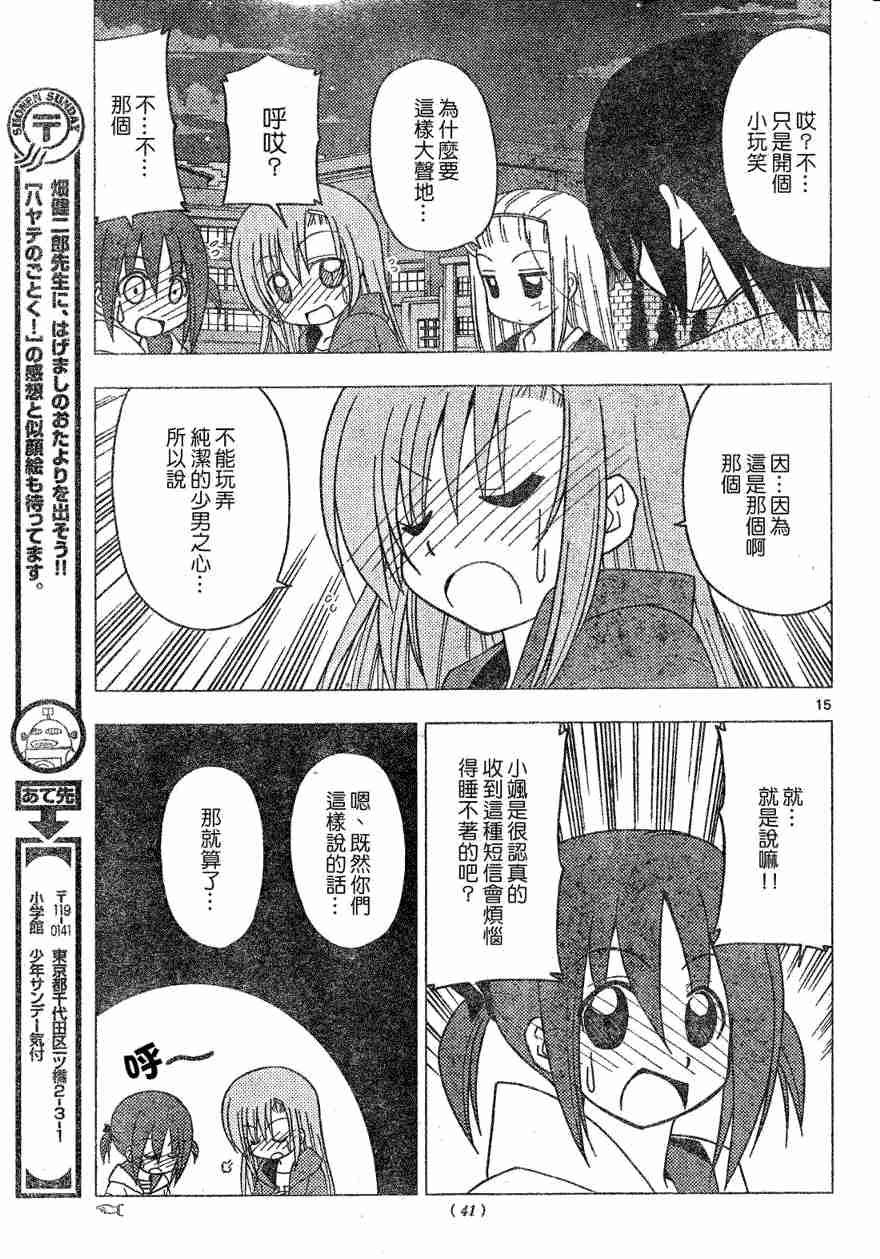 哎？不…
只是開個
小玩笑
為什麼要
這樣大聲地…
呼哎？
不…不…
那個
因…因為
這是那個啊
那個
不能玩弄
純潔的少男之心…
所以說
15
就…
就是說嘛!!
小颯是很認真的
收到這種短信會煩惱
得睡不著的吧？
嗯、既然你們
這樣說的話…
那就算了…
呼～
(41)
SHONEN SUNDAY
〒
畑健二郎先生に、はげましのおたよりを出そう!!
『ハヤテのごとく！』の感想と似顔絵も待ってます。
あて先
〒119-0141
東京都千代田区一ツ橋2-3-1
小学館 少年サンデー気付